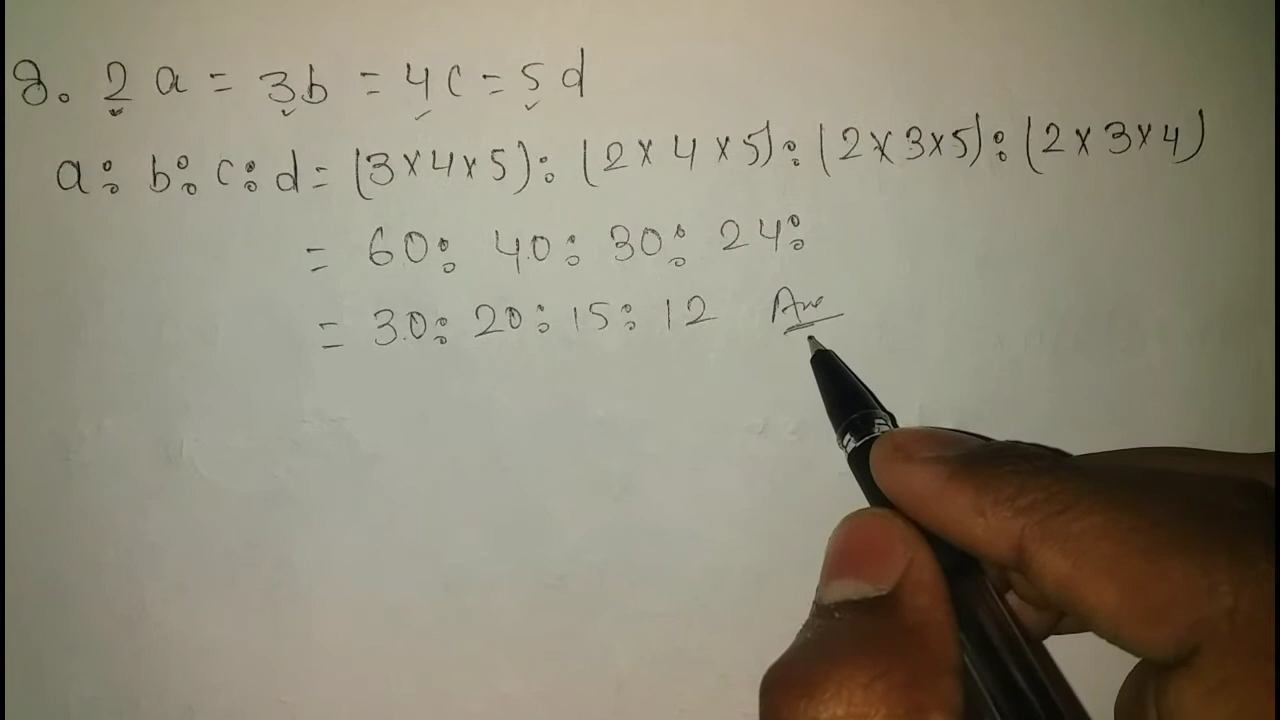 8. 2 a = 3b = 4c = 5d
a : b : c : d = (3×4×5) : (2×4×5) : (2×3×5) : (2×3×4)
= 60 : 40 : 30 : 24 :
= 30 : 20 : 15 : 12 Ans